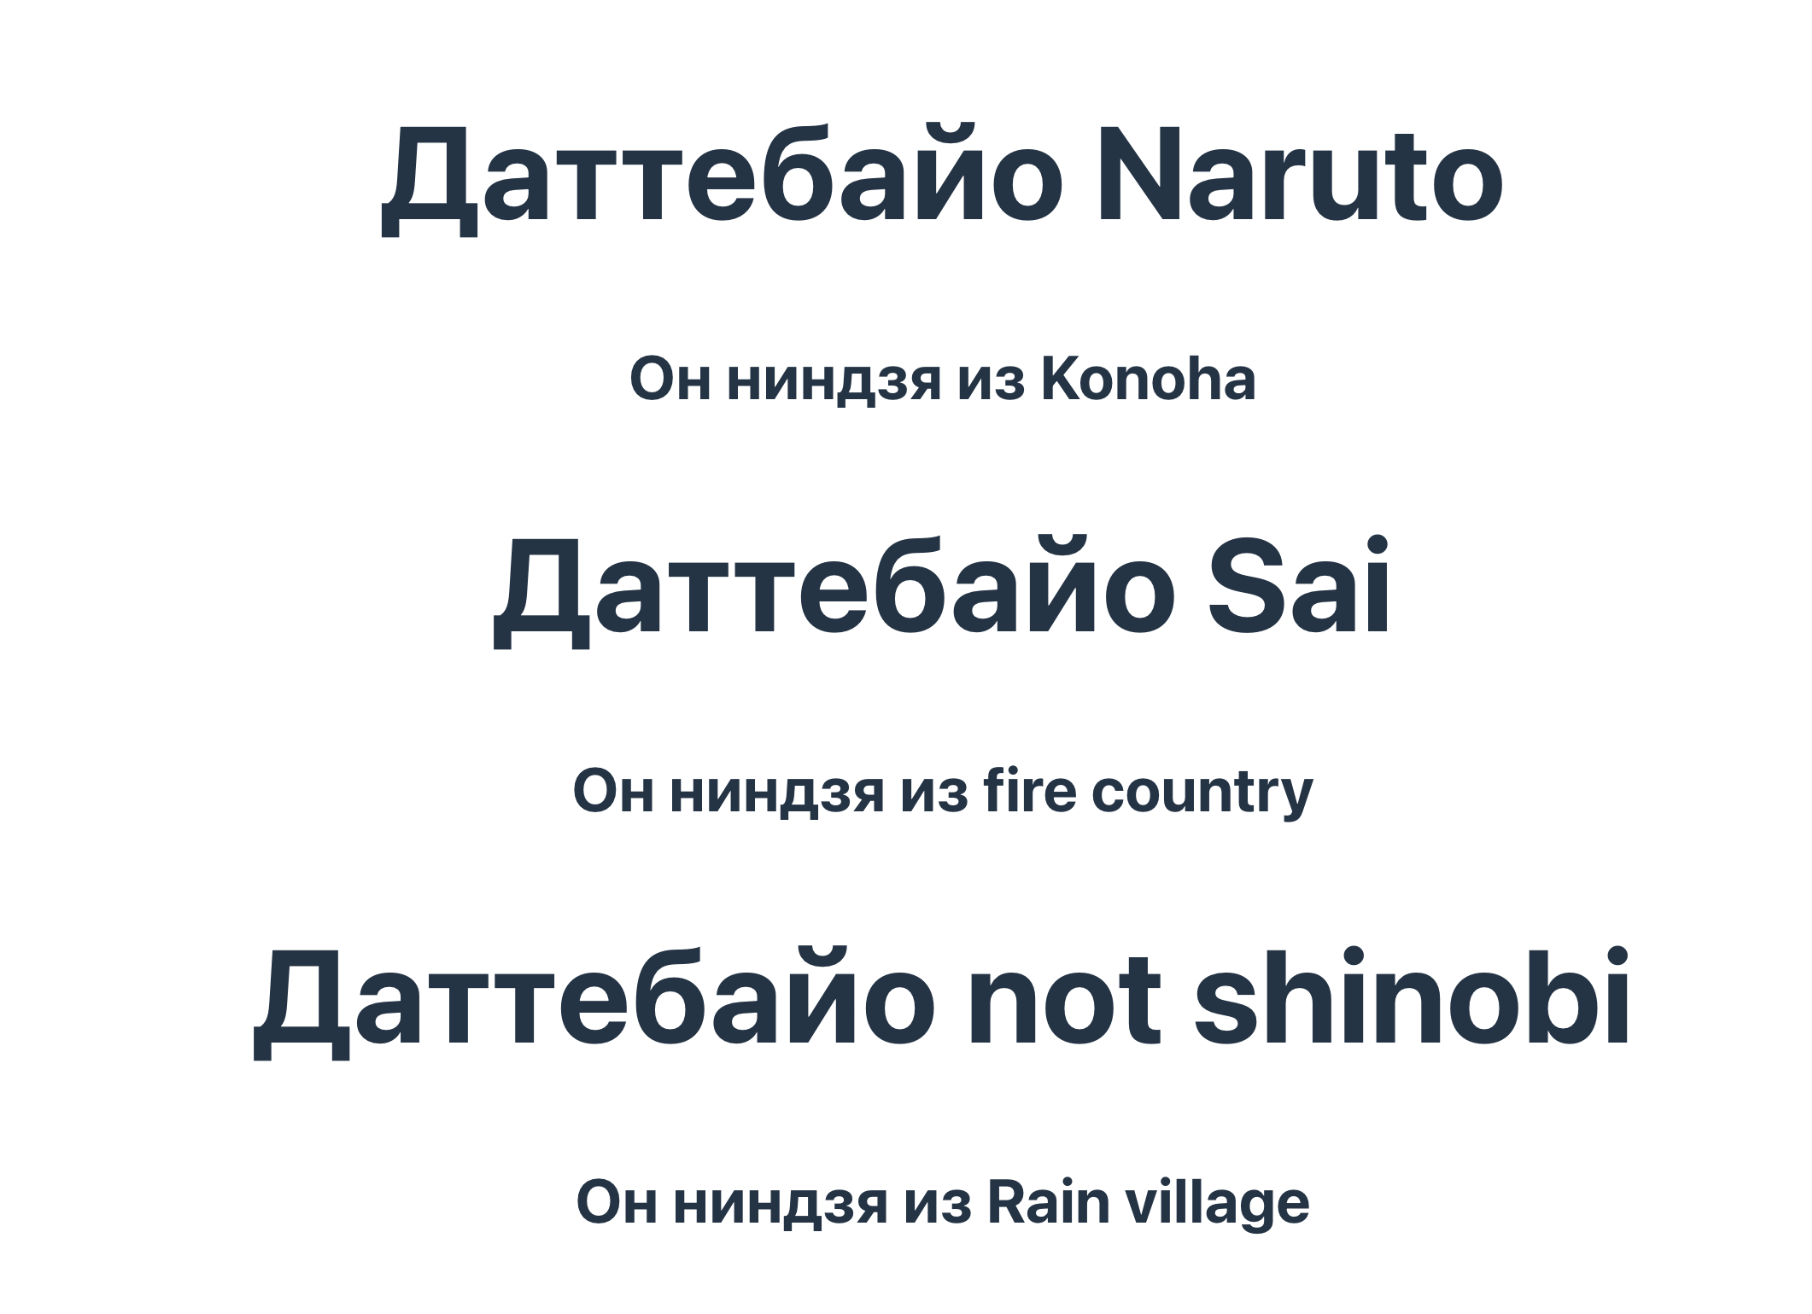 Даттебайо Naruto
Он ниндзя из Konoha
Даттебайо Sai
Он ниндзя из fire country
Даттебайо not shinobi
Он ниндзя из Rain village